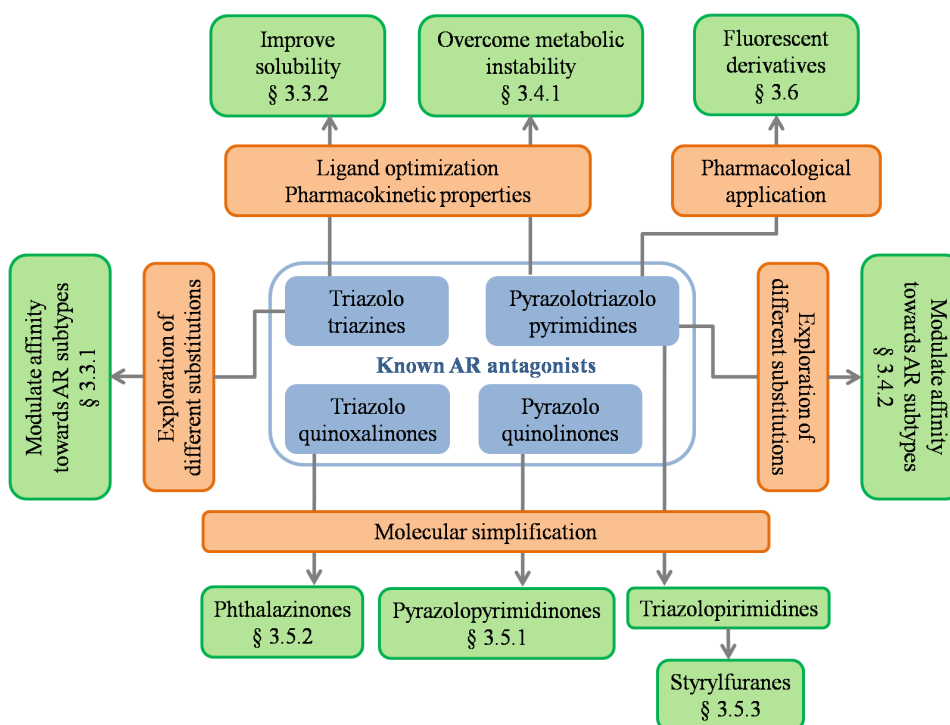 Improve
solubility
§ 3.3.2
Overcome metabolic
instability
§ 3.4.1
Fluorescent
derivatives
§ 3.6
Ligand optimization
Pharmacokinetic properties
Pharmacological
application
Modulate affinity
towards AR subtypes
§ 3.3.1
Exploration of
different substitutions
Triazolo
triazines
Pyrazolotriazolo
pyrimidines
Known AR antagonists
Triazolo
quinoxalinones
Pyrazolo
quinolinones
Exploration of
different substitutions
Modulate affinity
towards AR subtypes
§ 3.4.2
Molecular simplification
Phthalazinones
§ 3.5.2
Pyrazolopyrimidinones
§ 3.5.1
Triazolopirimidines
Styrylfuranes
§ 3.5.3